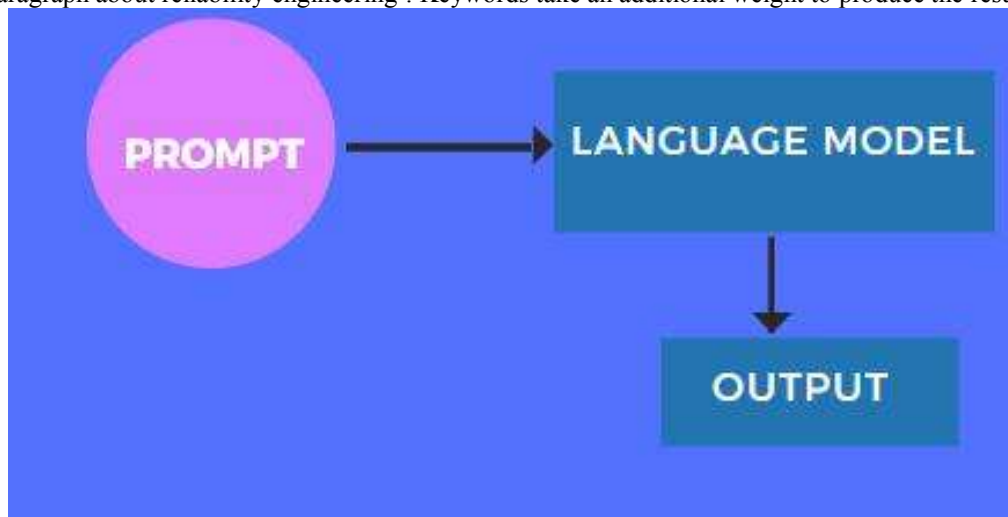 aragraph about reliability engineering . Keywords take an additional weight to produce the res
PROMPT
LANGUAGE MODEL
OUTPUT